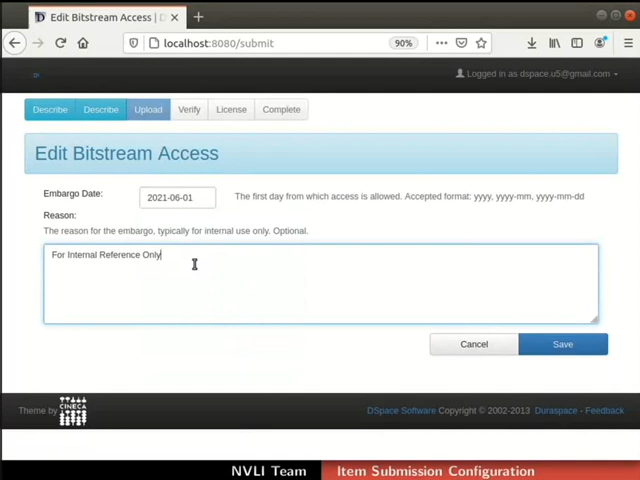 Edit Bitstream Access | D
localhost:8080/submit
90%
Logged in as dspace.u5@gmail.com
Describe
Describe
Upload
Verify
License
Complete
Edit Bitstream Access
Embargo Date:
2021-06-01
The first day from which access is allowed. Accepted format: yyyy, yyyy-mm, yyyy-mm-dd
Reason:
The reason for the embargo, typically for internal use only. Optional.
For Internal Reference Only
Cancel
Save
Theme by
CINECA
DSpace Software Copyright © 2002-2013 Duraspace - Feedback
NVLI Team
Item Submission Configuration